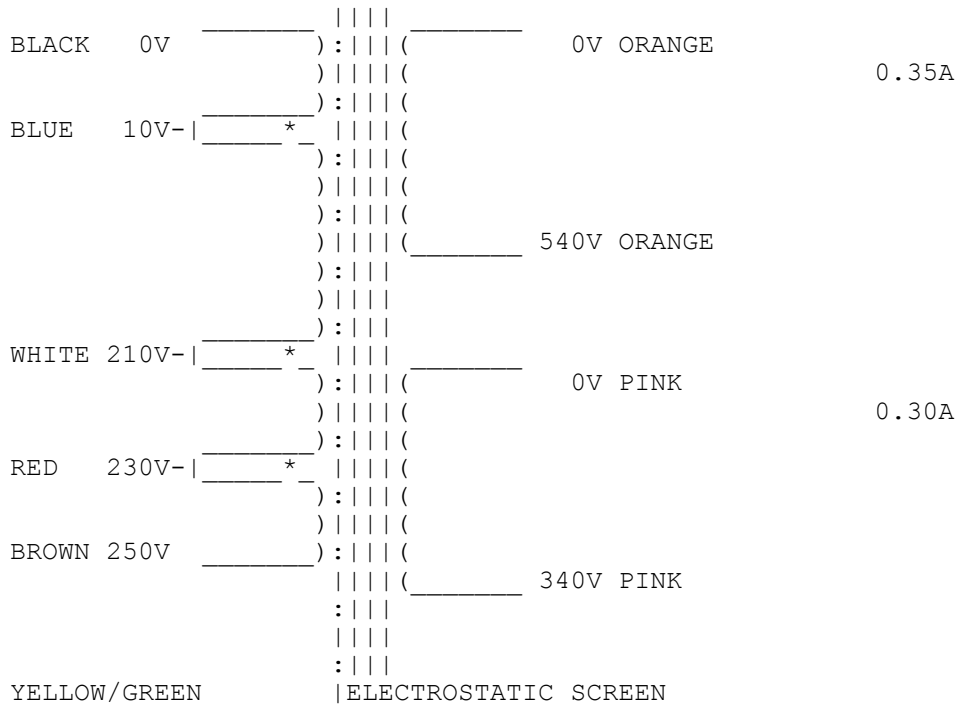 BLACK 0V 0V ORANGE
0.35A
BLUE 10V
540V ORANGE
WHITE 210V
0V PINK
0.30A
RED 230V
BROWN 250V
340V PINK
YELLOW/GREEN ELECTROSTATIC SCREEN